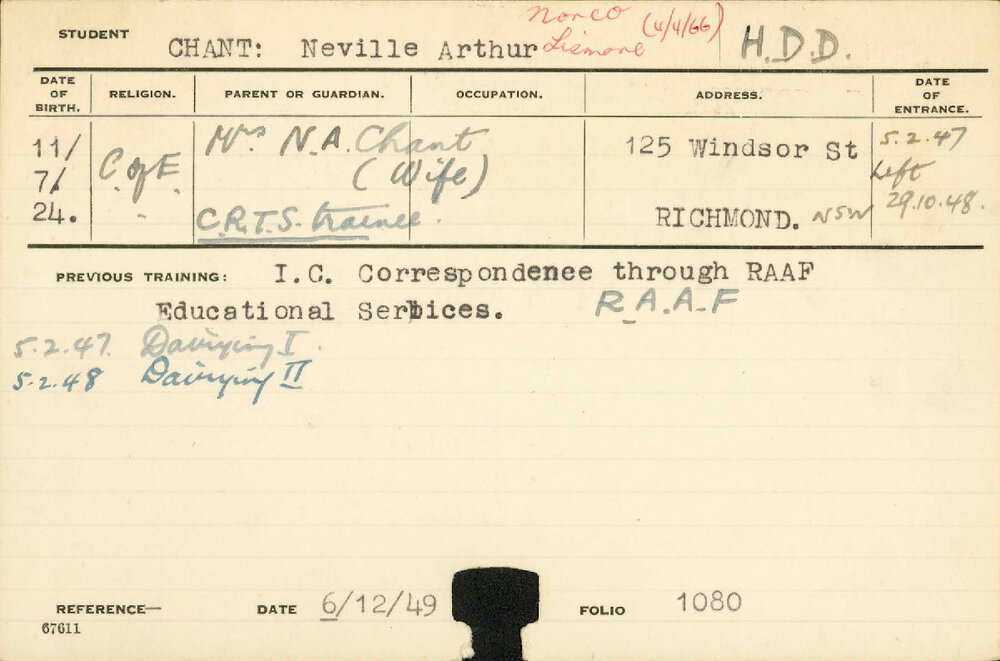 Norco (4/4/66)
STUDENT CHANT: Neville Arthur Lismore H.D.D.
DATE OF BIRTH. RELIGION. PARENT OR GUARDIAN. OCCUPATION. ADDRESS. DATE OF ENTRANCE.
11/ Mrs N.A. Chant 125 Windsor St 5.2.47
7/ C. of E. (Wife) Left
24. C.R.T.S. trainee. RICHMOND. NSW 29.10.48.
PREVIOUS TRAINING: I.C. Correspondence through RAAF
Educational Serbices. R.A.A.F
5.2.47. Dairying I.
5.2.48 Dairying II
REFERENCE— DATE 6/12/49 FOLIO 1080
67611